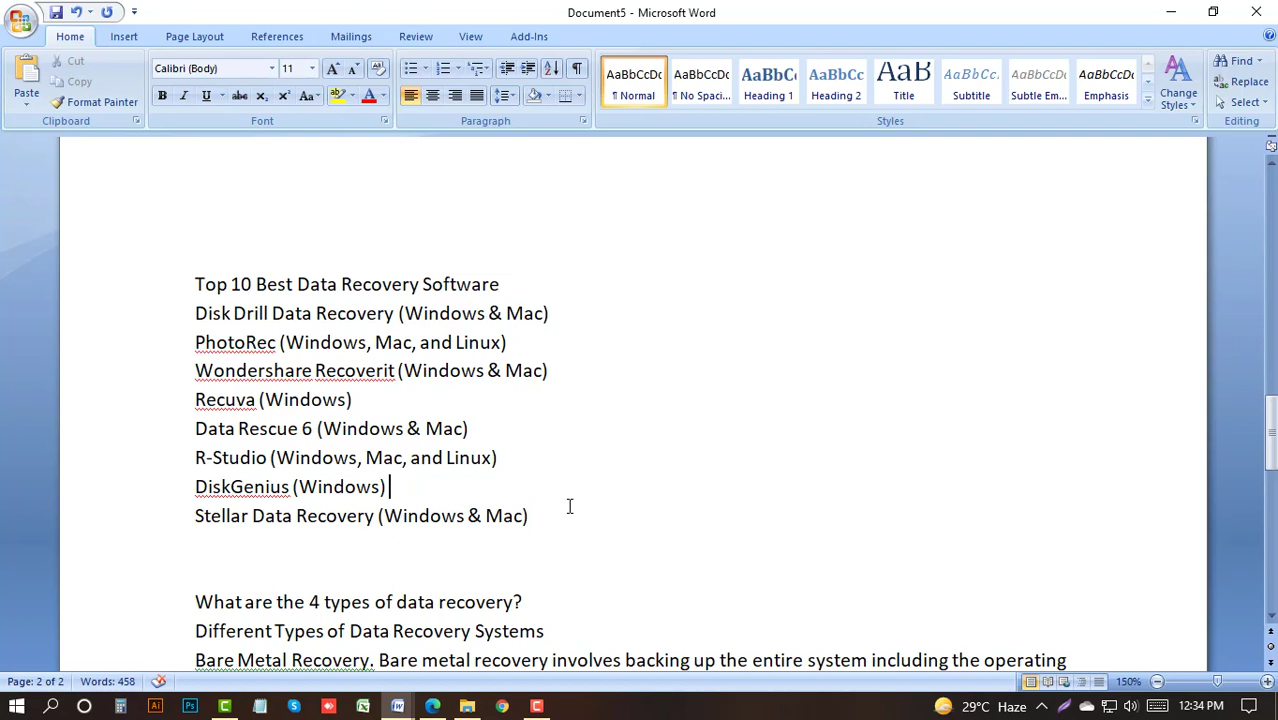 Document5 - Microsoft Word
Home Insert Page Layout References Mailings Review View Add-Ins
Paste Cut Copy Format Painter Clipboard
Calibri (Body) 11 Font
Paragraph
AaBbCcDc ¶ Normal
AaBbCcDc ¶ No Spaci...
AaBbC Heading 1
AaBbCc Heading 2
AaB Title
AaBbCc. Subtitle
AaBbCcDc Subtle Em...
AaBbCcDc Emphasis
Change Styles
Styles
Find
Replace
Select
Editing
Top 10 Best Data Recovery Software
Disk Drill Data Recovery (Windows & Mac)
PhotoRec (Windows, Mac, and Linux)
Wondershare Recoverit (Windows & Mac)
Recuva (Windows)
Data Rescue 6 (Windows & Mac)
R-Studio (Windows, Mac, and Linux)
DiskGenius (Windows)
Stellar Data Recovery (Windows & Mac)
What are the 4 types of data recovery?
Different Types of Data Recovery Systems
Bare Metal Recovery. Bare metal recovery involves backing up the entire system including the operating
Page: 2 of 2 Words: 458 150%
29°C Haze 12:34 PM